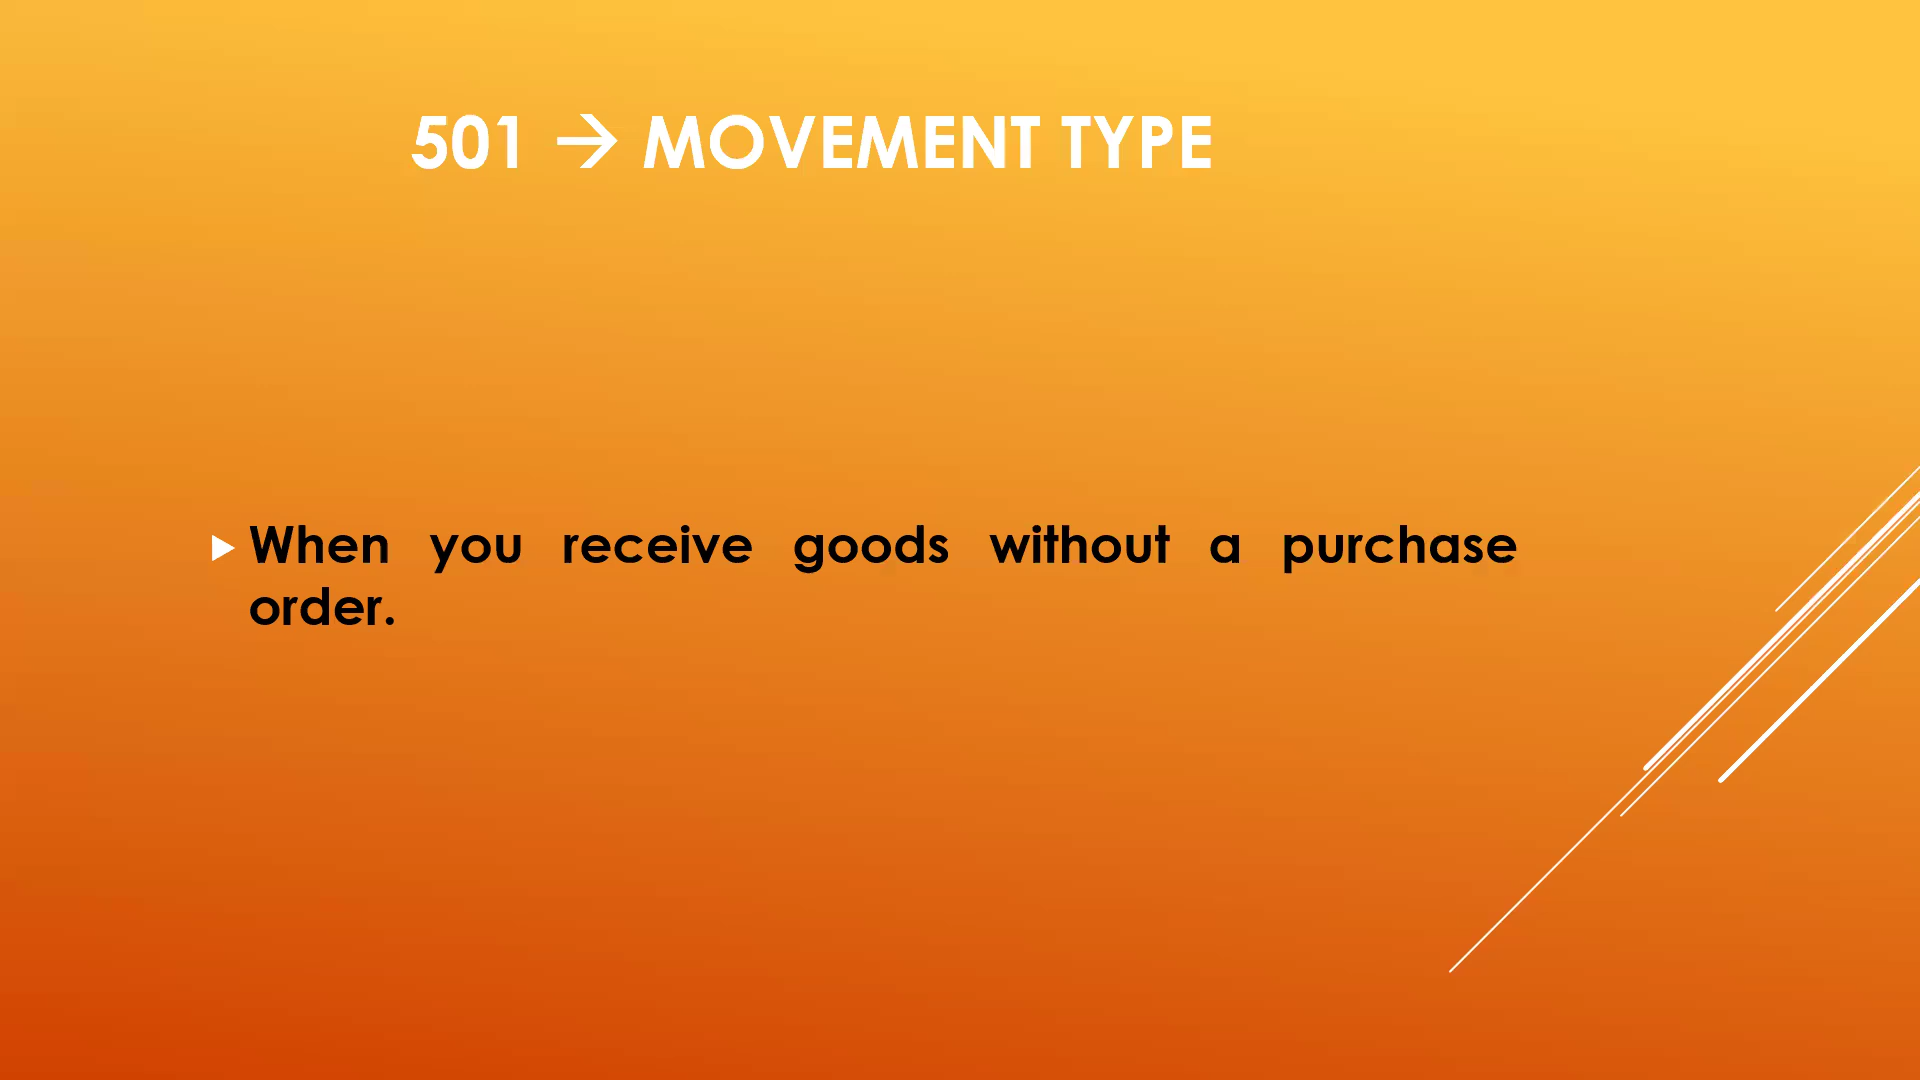 501 → MOVEMENT TYPE
When you receive goods without a purchase
order.